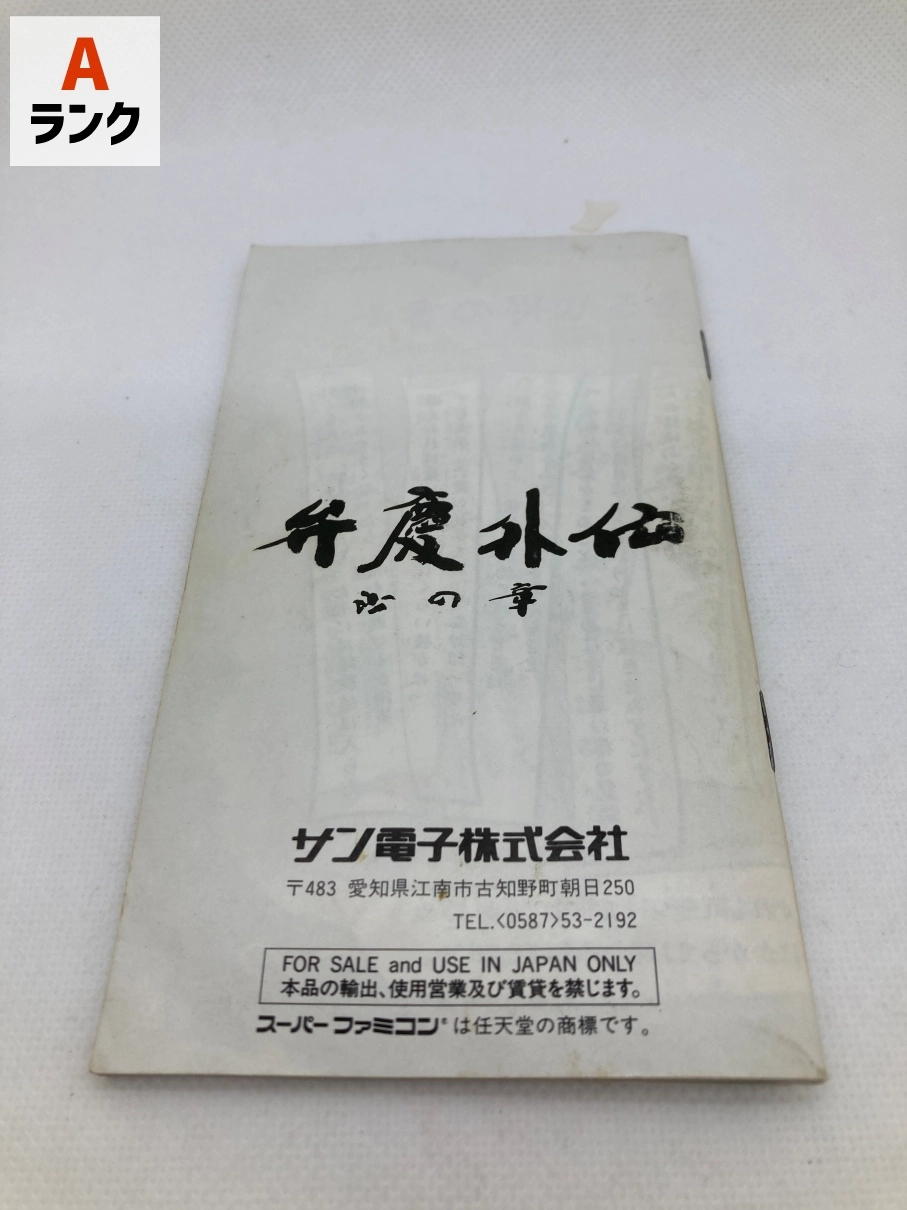 A
ランク
弁慶外伝
沙の章
サン電子株式会社
〒483 愛知県江南市古知野町朝日250
TEL.<0587>53-2192
FOR SALE and USE IN JAPAN ONLY
本品の輸出、使用営業及び賃貸を禁じます。
スーパーファミコン®は任天堂の商標です。